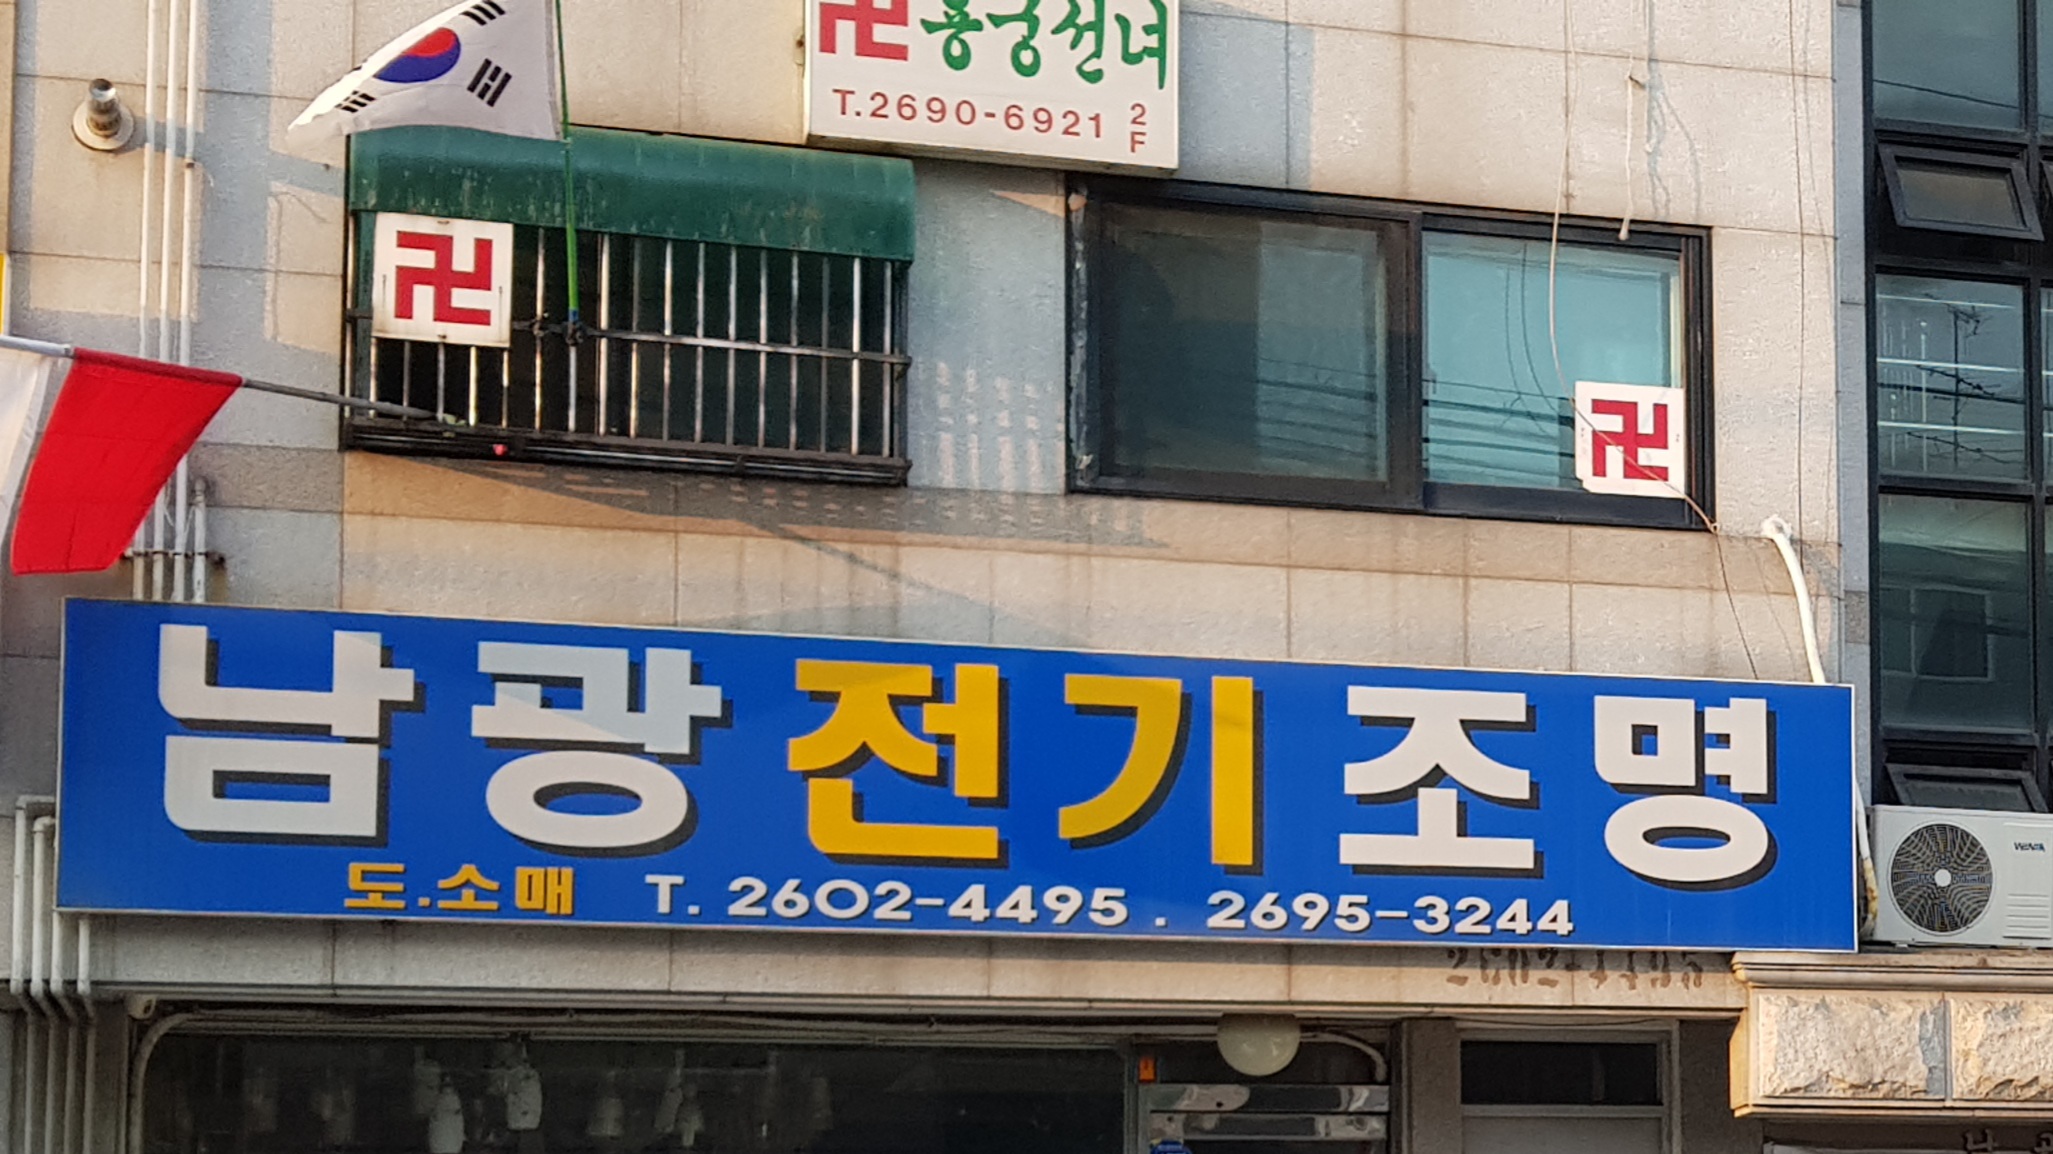 卍 용궁선녀
T.2690-6921 2F
卍
卍
남광전기조명
도.소매 T. 2602-4495 . 2695-3244